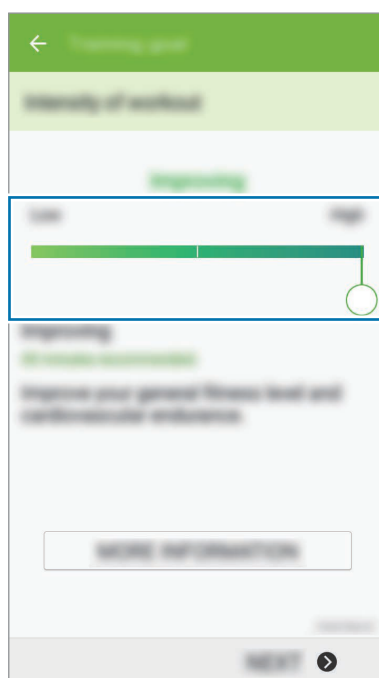 Training goal
Intensity of workout
Improving
Low High
Improving
Improve your general fitness level and
cardiovascular endurance.
MORE INFORMATION
NEXT